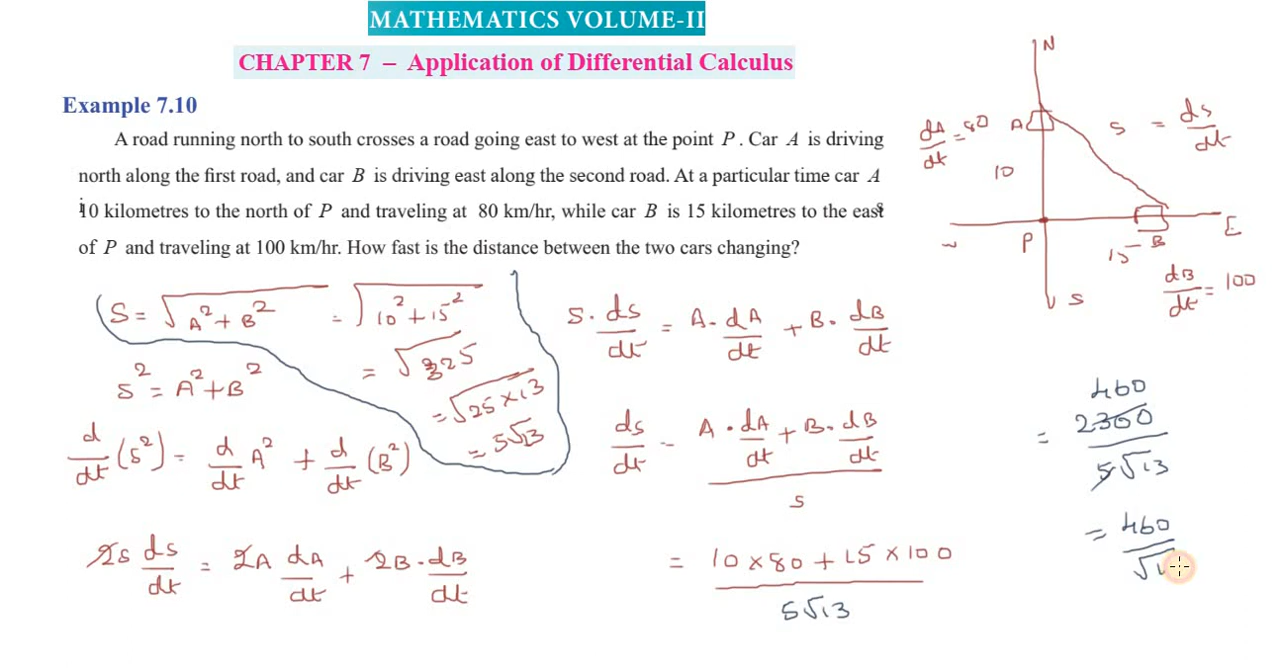 MATHEMATICS VOLUME-II
CHAPTER 7 – Application of Differential Calculus
Example 7.10
A road running north to south crosses a road going east to west at the point P. Car A is driving
north along the first road, and car B is driving east along the second road. At a particular time car A
10 kilometres to the north of P and traveling at 80 km/hr, while car B is 15 kilometres to the east
of P and traveling at 100 km/hr. How fast is the distance between the two cars changing?
N
dA/dt = 80
A
S = ds/dt
10
P
15
B
E
S
dB/dt = 100
S = √(A² + B²) = √(10² + 15²)
= √325
= √(25 × 13)
= 5√13
S² = A² + B²
d/dt (S²) = d/dt A² + d/dt (B²)
2S ds/dt = 2A dA/dt + 2B · dB/dt
S · ds/dt = A · dA/dt + B · dB/dt
ds/dt = (A · dA/dt + B · dB/dt) / S
= (10 × 80 + 15 × 100) / 5√13
460
= 2300 / 5√13
= 460 / √1